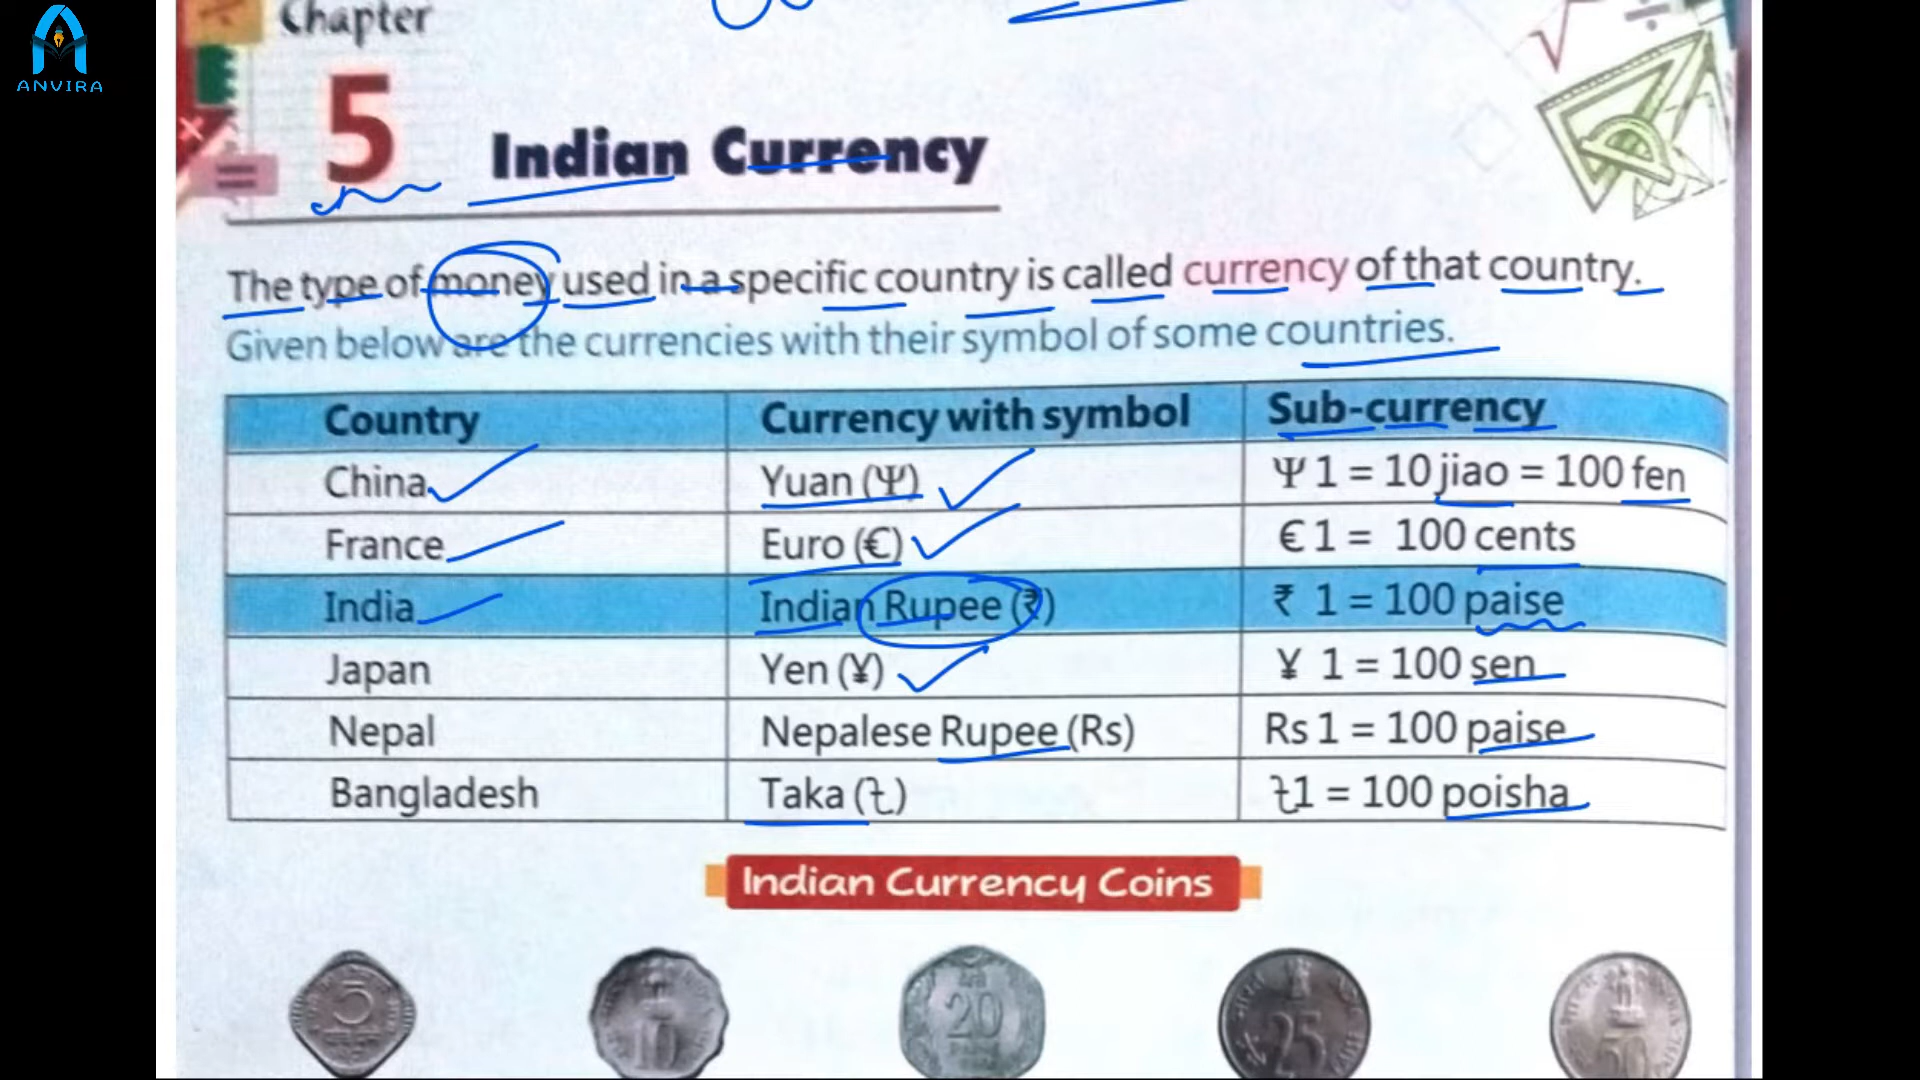 ANVIRA
Chapter
5
Indian Currency
The type of money used in a specific country is called currency of that country.
Given below are the currencies with their symbol of some countries.
Country Currency with symbol Sub-currency
China Yuan (Ψ) Ψ 1 = 10 jiao = 100 fen
France Euro (€) € 1 = 100 cents
India Indian Rupee (₹) ₹ 1 = 100 paise
Japan Yen (¥) ¥ 1 = 100 sen
Nepal Nepalese Rupee (Rs) Rs 1 = 100 paise
Bangladesh Taka (Ꞇ) Ꞇ1 = 100 poisha
Indian Currency Coins
5 10 20 25 50